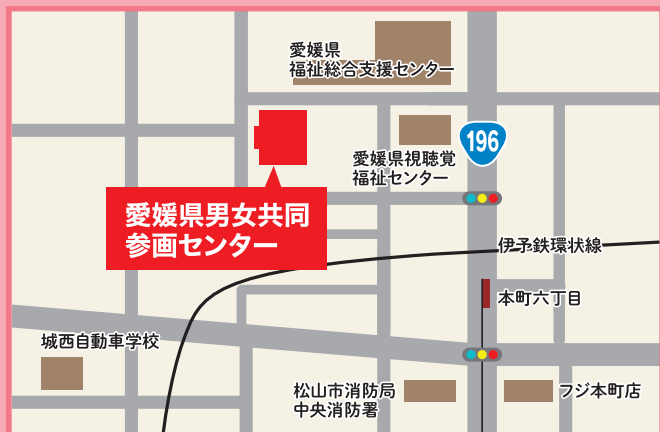 愛媛県
福祉総合支援センター
196
愛媛県視聴覚
福祉センター
愛媛県男女共同
参画センター
伊予鉄環状線
本町六丁目
城西自動車学校
松山市消防局
中央消防署
フジ本町店